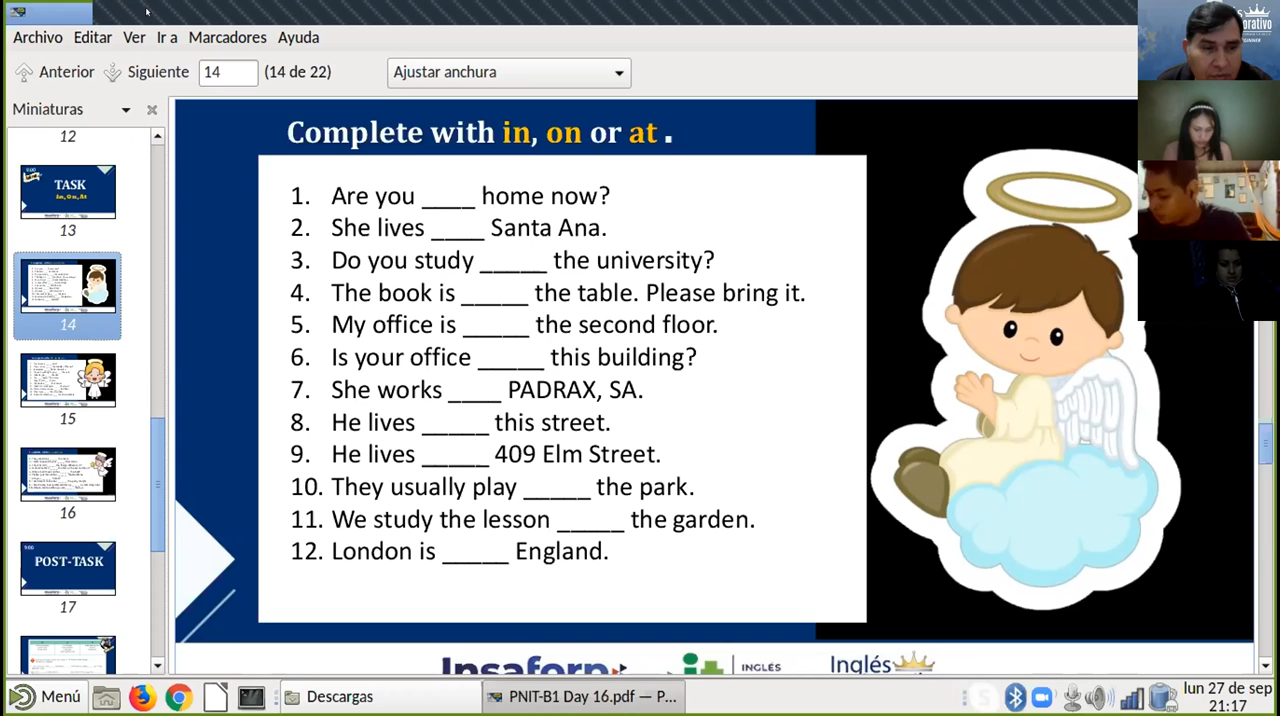 Archivo Editar Ver Ir a Marcadores Ayuda
Anterior Siguiente 14 (14 de 22) Ajustar anchura
Miniaturas
12
TASK
In, On, At
13
14
15
16
POST-TASK
17
Complete with in, on or at .
1. Are you ____ home now?
2. She lives ____ Santa Ana.
3. Do you study _____ the university?
4. The book is _____ the table. Please bring it.
5. My office is _____ the second floor.
6. Is your office _____ this building?
7. She works ____ PADRAX, SA.
8. He lives _____ this street.
9. He lives _____ 409 Elm Street.
10. They usually play _____ the park.
11. We study the lesson _____ the garden.
12. London is _____ England.
Insaforp
INGLÉS
Inglés
Menú
Descargas
PNIT-B1 Day 16.pdf — P...
lun 27 de sep
21:17